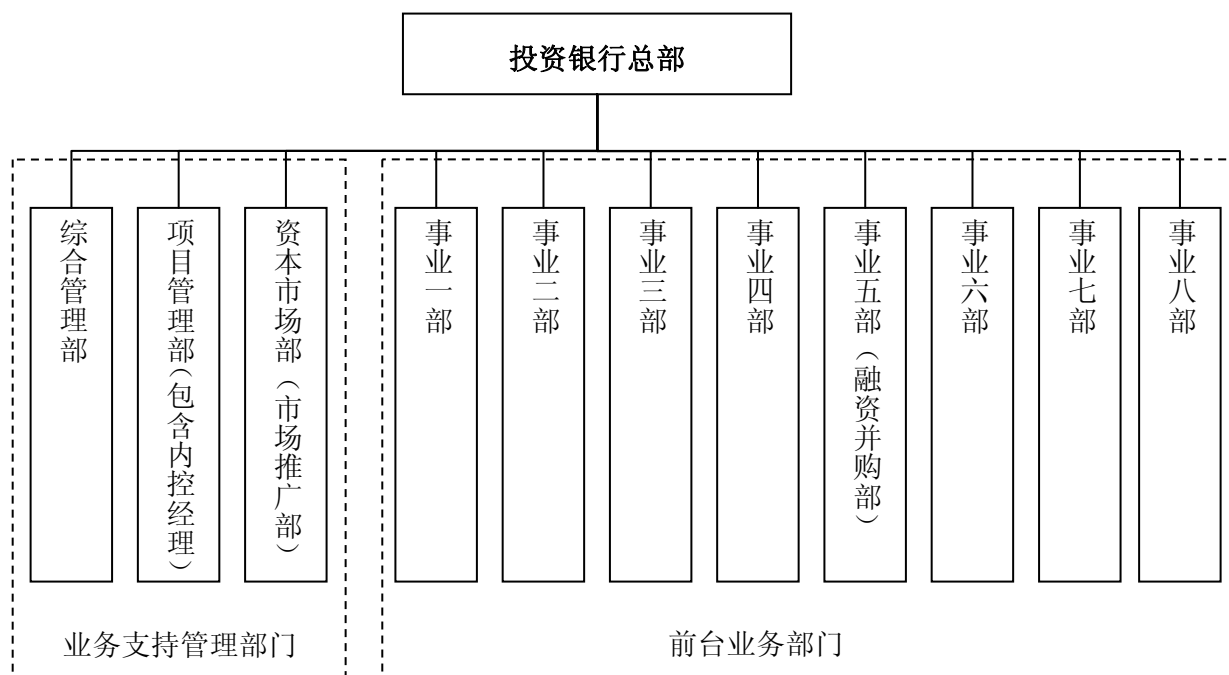 投资银行总部
综合管理部
项目管理部(包含内控经理)
资本市场部（市场推广部）
事业一部
事业二部
事业三部
事业四部
事业五部（融资并购部）
事业六部
事业七部
事业八部
业务支持管理部门
前台业务部门